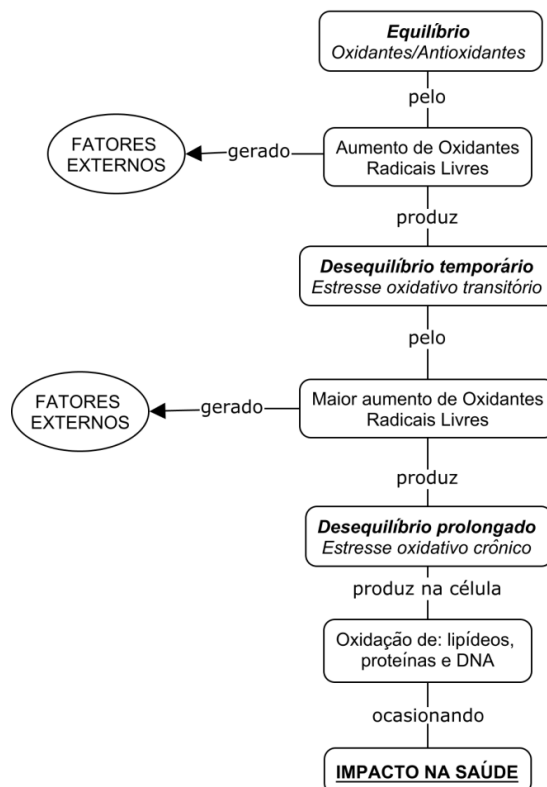 Equilíbrio
Oxidantes/Antioxidantes
pelo
FATORES
EXTERNOS
gerado
Aumento de Oxidantes
Radicais Livres
produz
Desequilíbrio temporário
Estresse oxidativo transitório
pelo
FATORES
EXTERNOS
gerado
Maior aumento de Oxidantes
Radicais Livres
produz
Desequilíbrio prolongado
Estresse oxidativo crônico
produz na célula
Oxidação de: lipídeos,
proteínas e DNA
ocasionando
IMPACTO NA SAÚDE